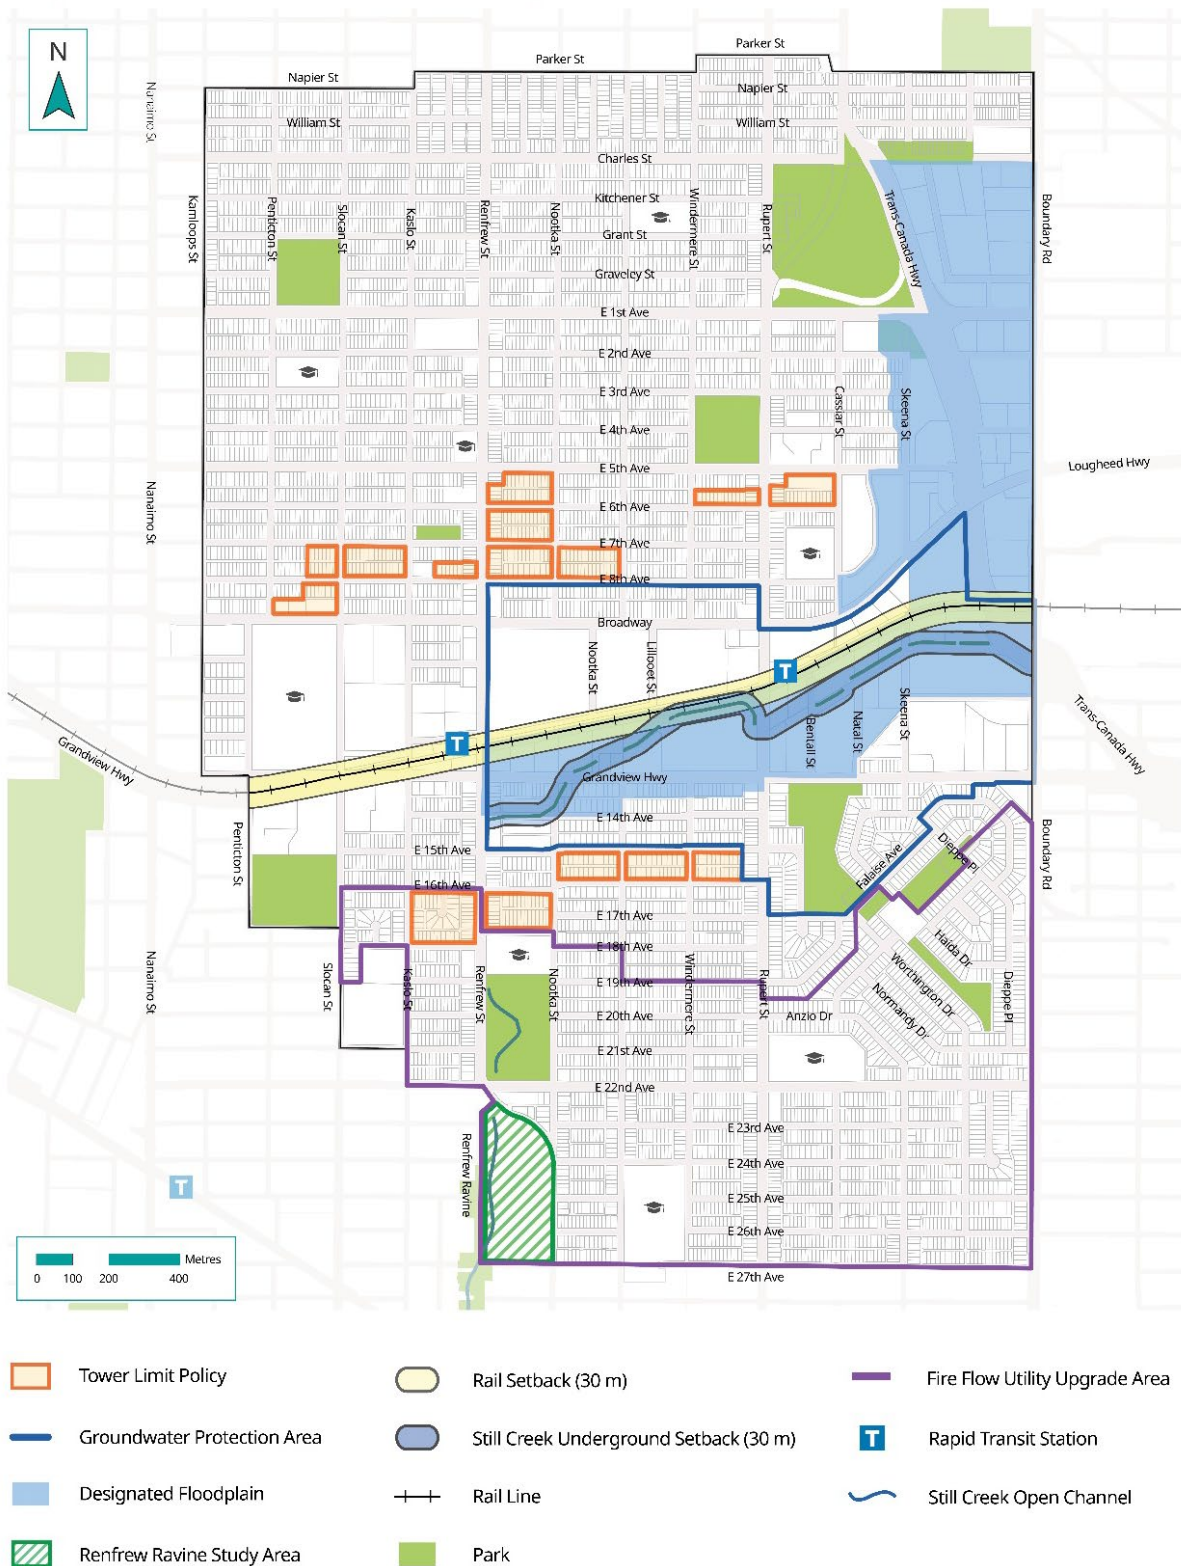 N
Parker St
Parker St
Napier St
Napier St
William St
William St
Nanaimo St
Charles St
Kitchener St
Grant St
Graveley St
Kamloops St
Penticton St
Slocan St
Kaslo St
Renfrew St
Nootka St
Windermere St
Rupert St
Trans-Canada Hwy
Boundary Rd
E 1st Ave
E 2nd Ave
E 3rd Ave
E 4th Ave
Cassiar St
Skeena St
E 5th Ave
Lougheed Hwy
Nanaimo St
E 6th Ave
E 7th Ave
E 8th Ave
Broadway
Nootka St
Lillooet St
T
T
Bentall St
Natal St
Skeena St
Trans-Canada Hwy
Grandview Hwy
Grandview Hwy
E 14th Ave
Penticton St
E 15th Ave
Falaise Ave
Dieppe Pl
Boundary Rd
E 16th Ave
E 17th Ave
E 18th Ave
Haida Dr
Nanaimo St
Slocan St
Kaslo St
Renfrew St
Nootka St
E 19th Ave
Windermere St
Rupert St
Worthington Dr
Normandy Dr
Dieppe Pl
E 20th Ave
Anzio Dr
E 21st Ave
E 22nd Ave
E 23rd Ave
Renfrew Ravine
E 24th Ave
T
E 25th Ave
E 26th Ave
E 27th Ave
Metres
0 100 200 400
Tower Limit Policy
Rail Setback (30 m)
Fire Flow Utility Upgrade Area
Groundwater Protection Area
Still Creek Underground Setback (30 m)
T Rapid Transit Station
Designated Floodplain
Rail Line
Still Creek Open Channel
Renfrew Ravine Study Area
Park